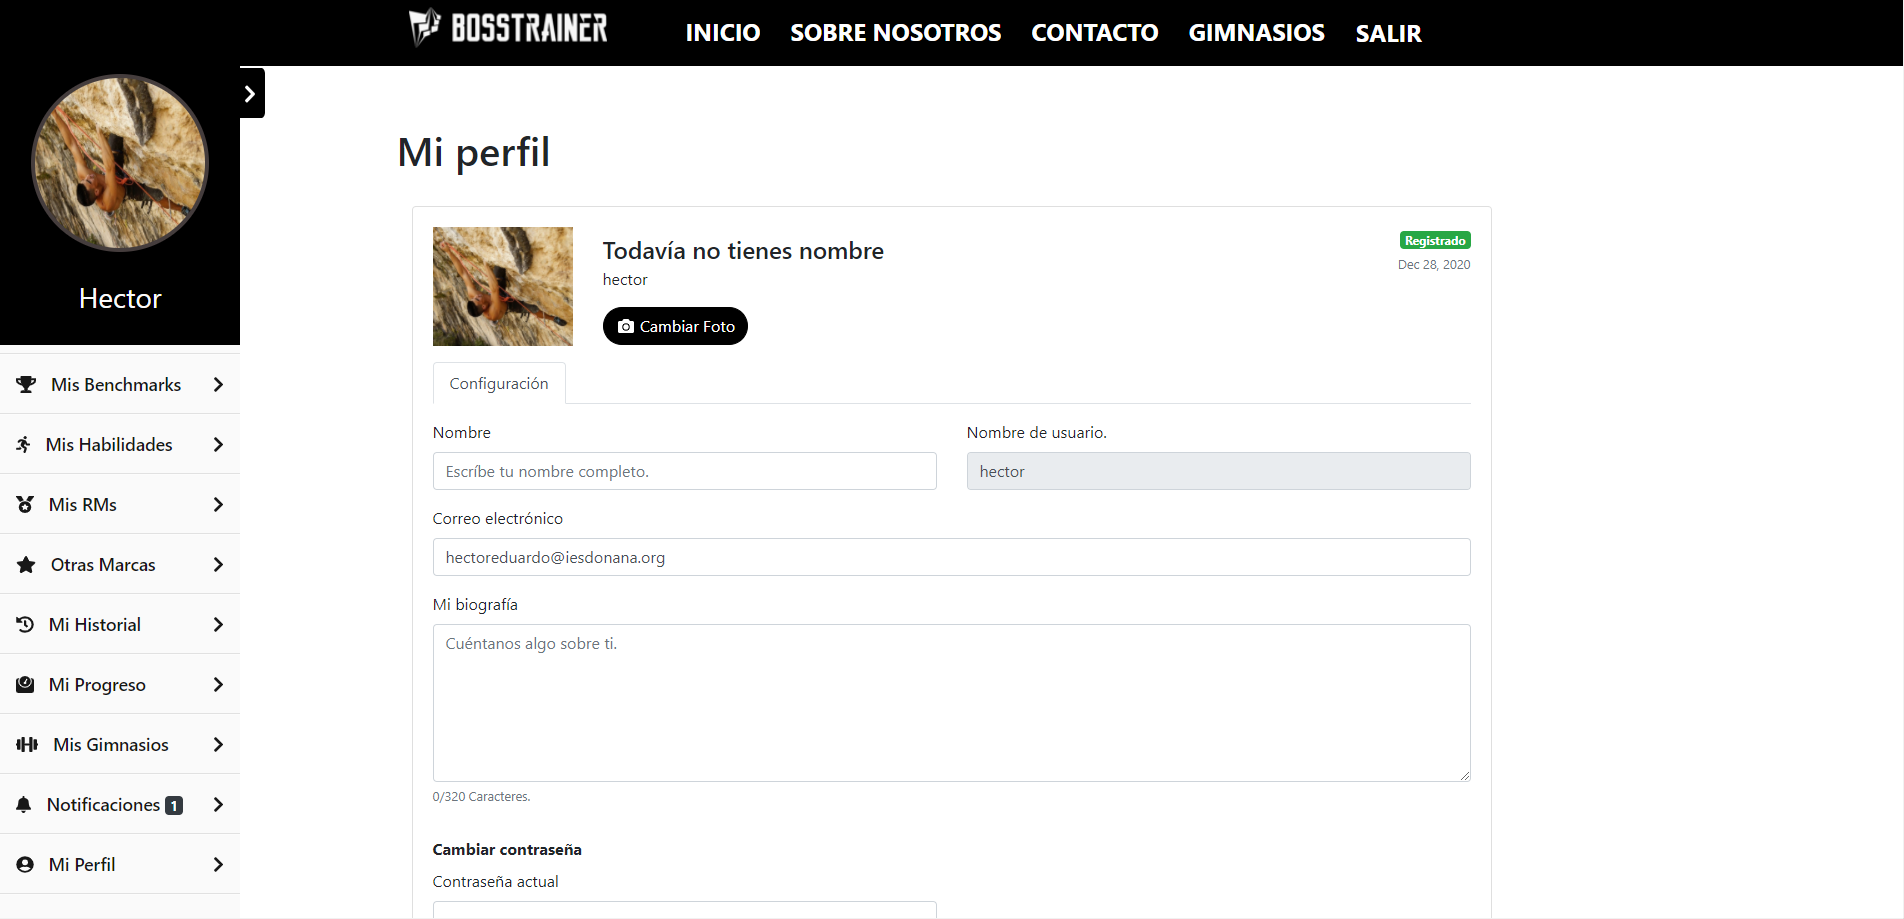 BOSSTRAINER
INICIO SOBRE NOSOTROS CONTACTO GIMNASIOS SALIR
Hector
Mis Benchmarks
Mis Habilidades
Mis RMs
Otras Marcas
Mi Historial
Mi Progreso
Mis Gimnasios
Notificaciones 1
Mi Perfil
Mi perfil
Todavía no tienes nombre
hector
Cambiar Foto
Registrado
Dec 28, 2020
Configuración
Nombre
Escríbe tu nombre completo.
Nombre de usuario.
hector
Correo electrónico
hectoreduardo@iesdonana.org
Mi biografía
Cuéntanos algo sobre ti.
0/320 Caracteres.
Cambiar contraseña
Contraseña actual